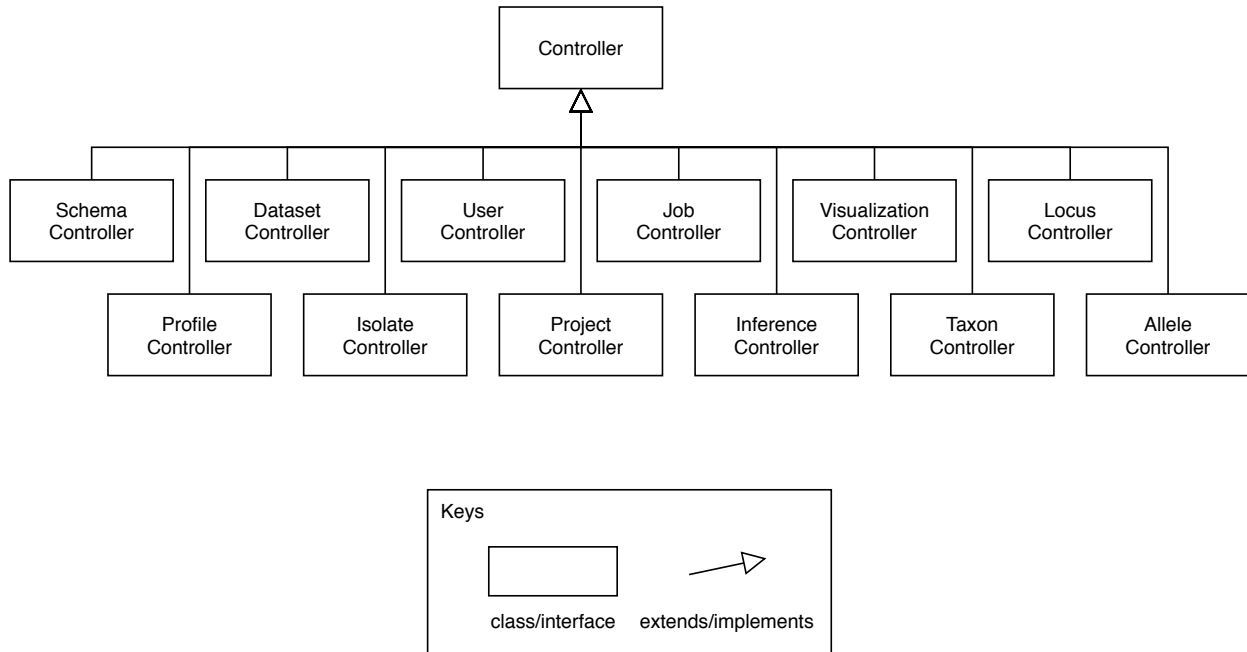 Controller
Schema
Controller
Dataset
Controller
User
Controller
Job
Controller
Visualization
Controller
Locus
Controller
Profile
Controller
Isolate
Controller
Project
Controller
Inference
Controller
Taxon
Controller
Allele
Controller
Keys
class/interface
extends/implements